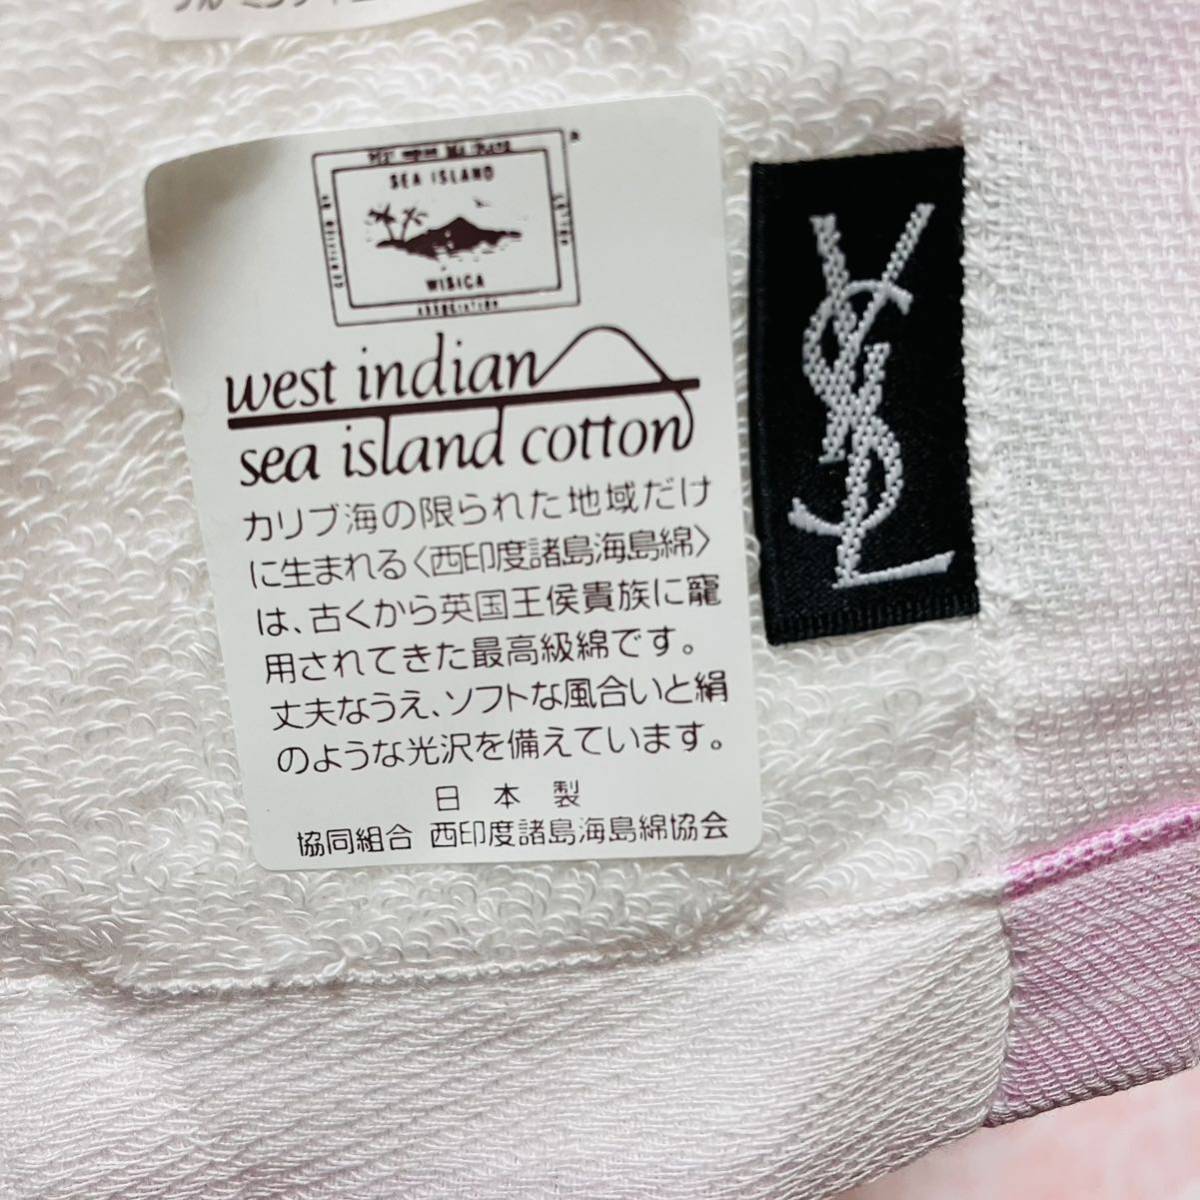 SEA ISLAND
WISICA
ASSOCIATION
west indian
sea island cotton
カリブ海の限られた地域だけ
に生まれる〈西印度諸島海島綿〉
は、古くから英国王侯貴族に寵
用されてきた最高級綿です。
丈夫なうえ、ソフトな風合いと絹
のような光沢を備えています。
日本製
協同組合 西印度諸島海島綿協会
YSL